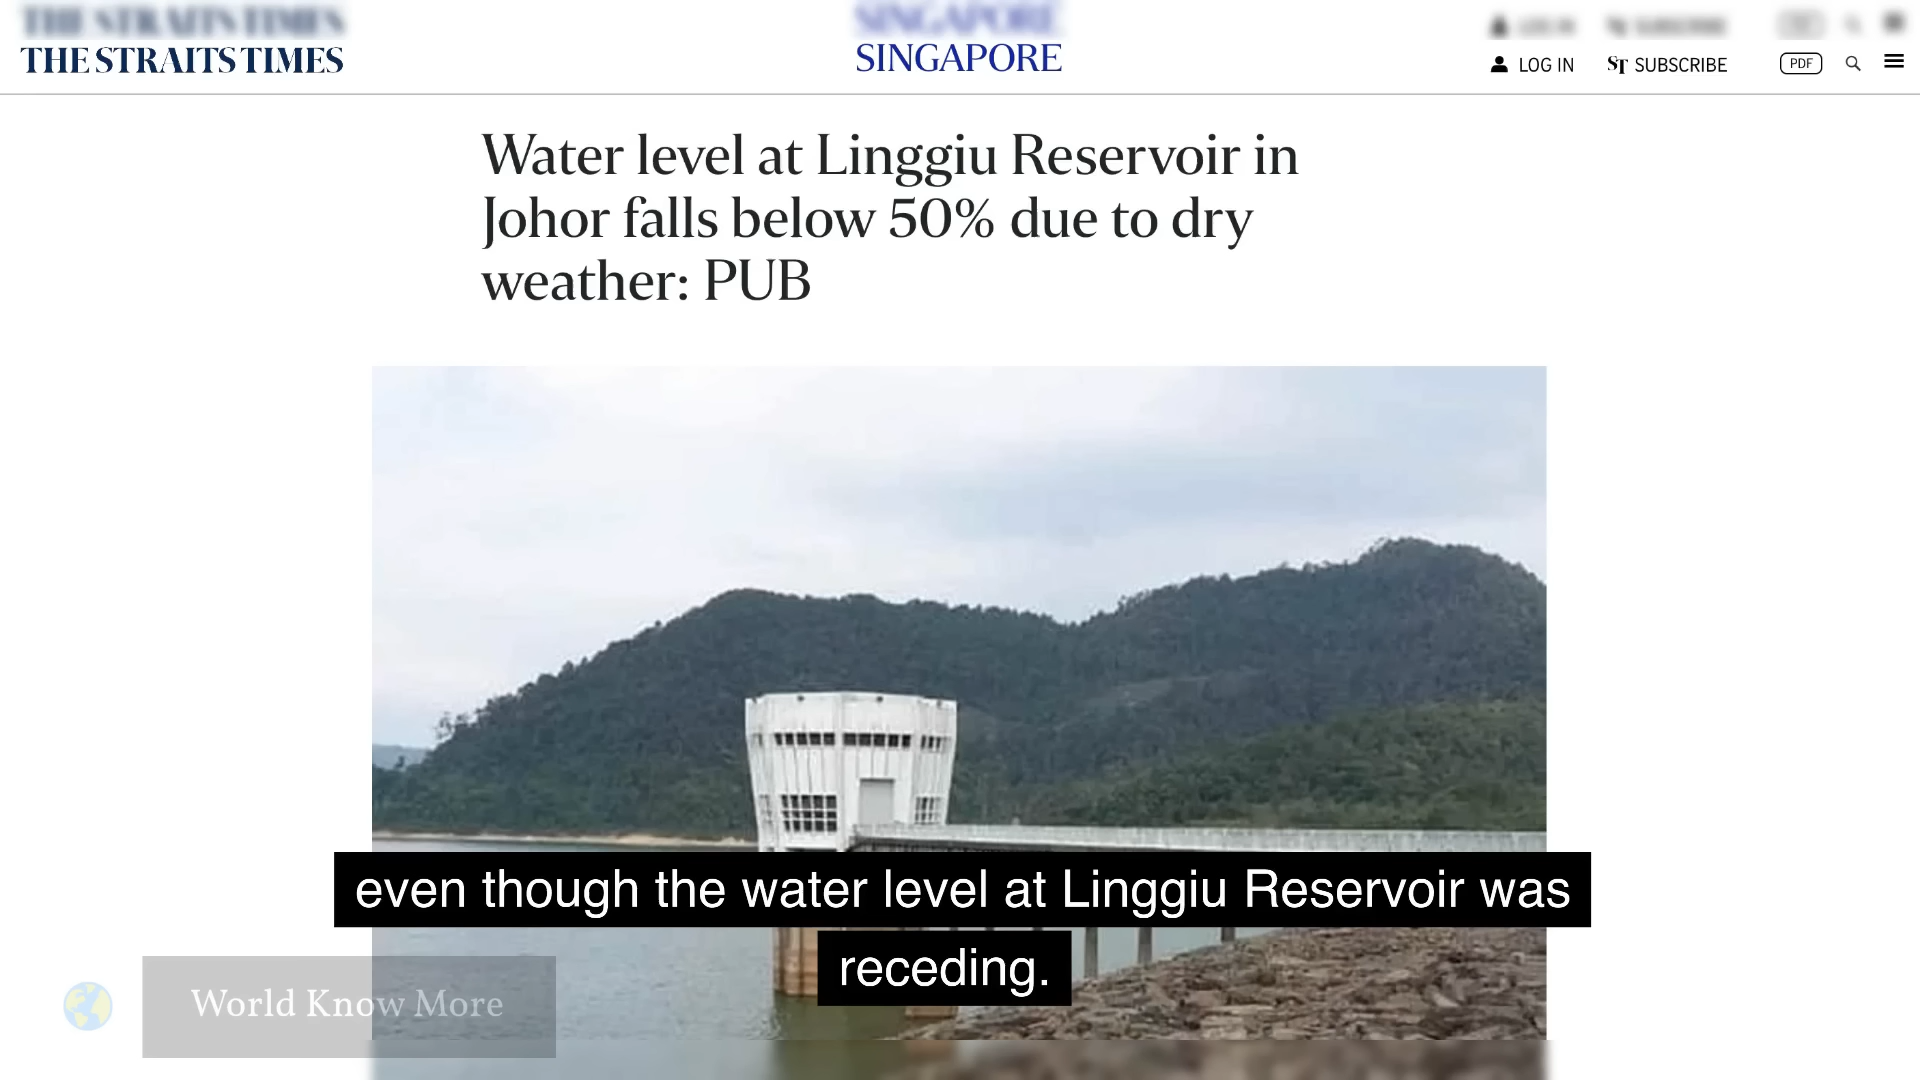 THE STRAITS TIMES
SINGAPORE
LOG IN
ST SUBSCRIBE
PDF
Water level at Linggiu Reservoir in
Johor falls below 50% due to dry
weather: PUB
even though the water level at Linggiu Reservoir was
receding.
World Know More